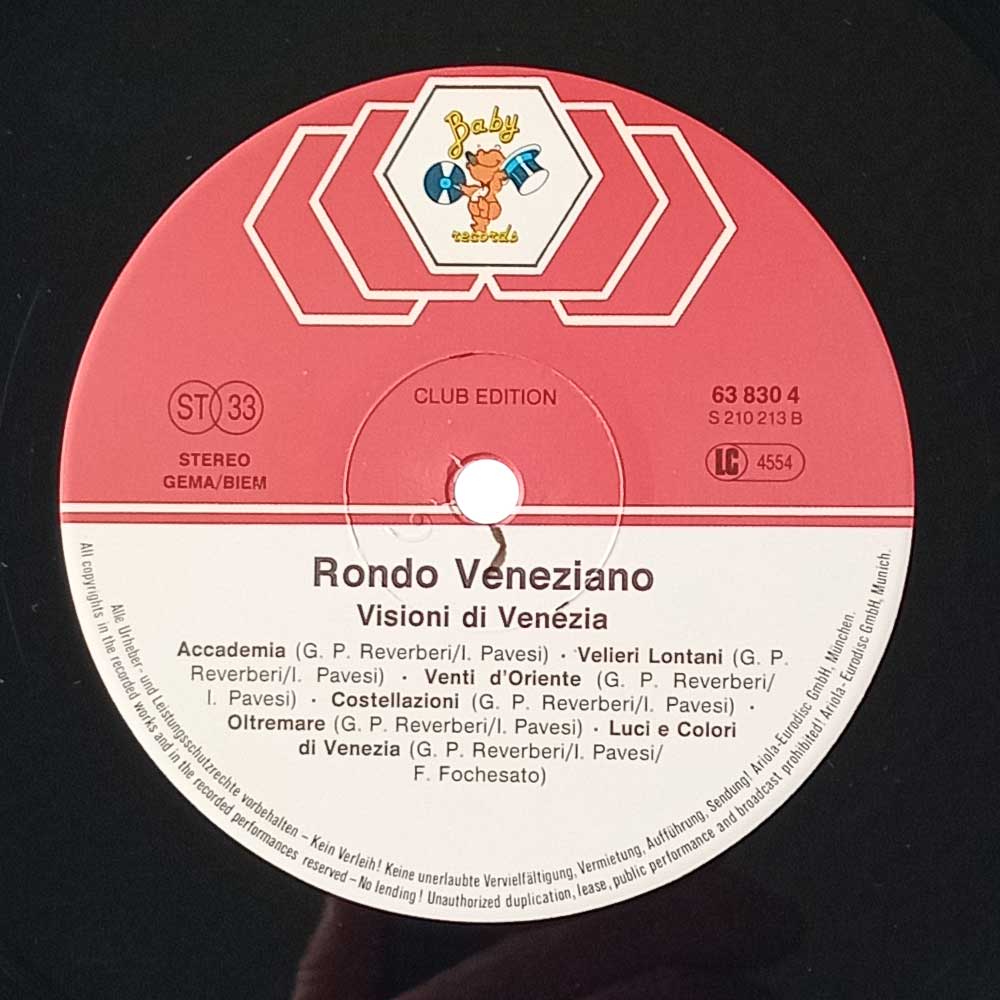 Baby
records
CLUB EDITION
ST 33
STEREO
GEMA/BIEM
63 830 4
S 210 213 B
LC 4554
Rondo Veneziano
Visioni di Venezia
Accademia (G. P. Reverberi/I. Pavesi) · Velieri Lontani (G. P.
Reverberi/I. Pavesi) · Venti d'Oriente (G. P. Reverberi/
I. Pavesi) · Costellazioni (G. P. Reverberi/I. Pavesi) ·
Oltremare (G. P. Reverberi/I. Pavesi) · Luci e Colori
di Venezia (G. P. Reverberi/I. Pavesi/
F. Fochesato)
Alle Urheber- und Leistungsschutzrechte vorbehalten – Kein Verleih! Keine unerlaubte Vervielfältigung, Vermietung, Aufführung, Sendung! Ariola-Eurodisc GmbH, München.
All copyrights in the recorded works and in the recorded performances reserved – No lending! Unauthorized duplication, lease, public performance and broadcast prohibited! Ariola-Eurodisc GmbH, Munich.